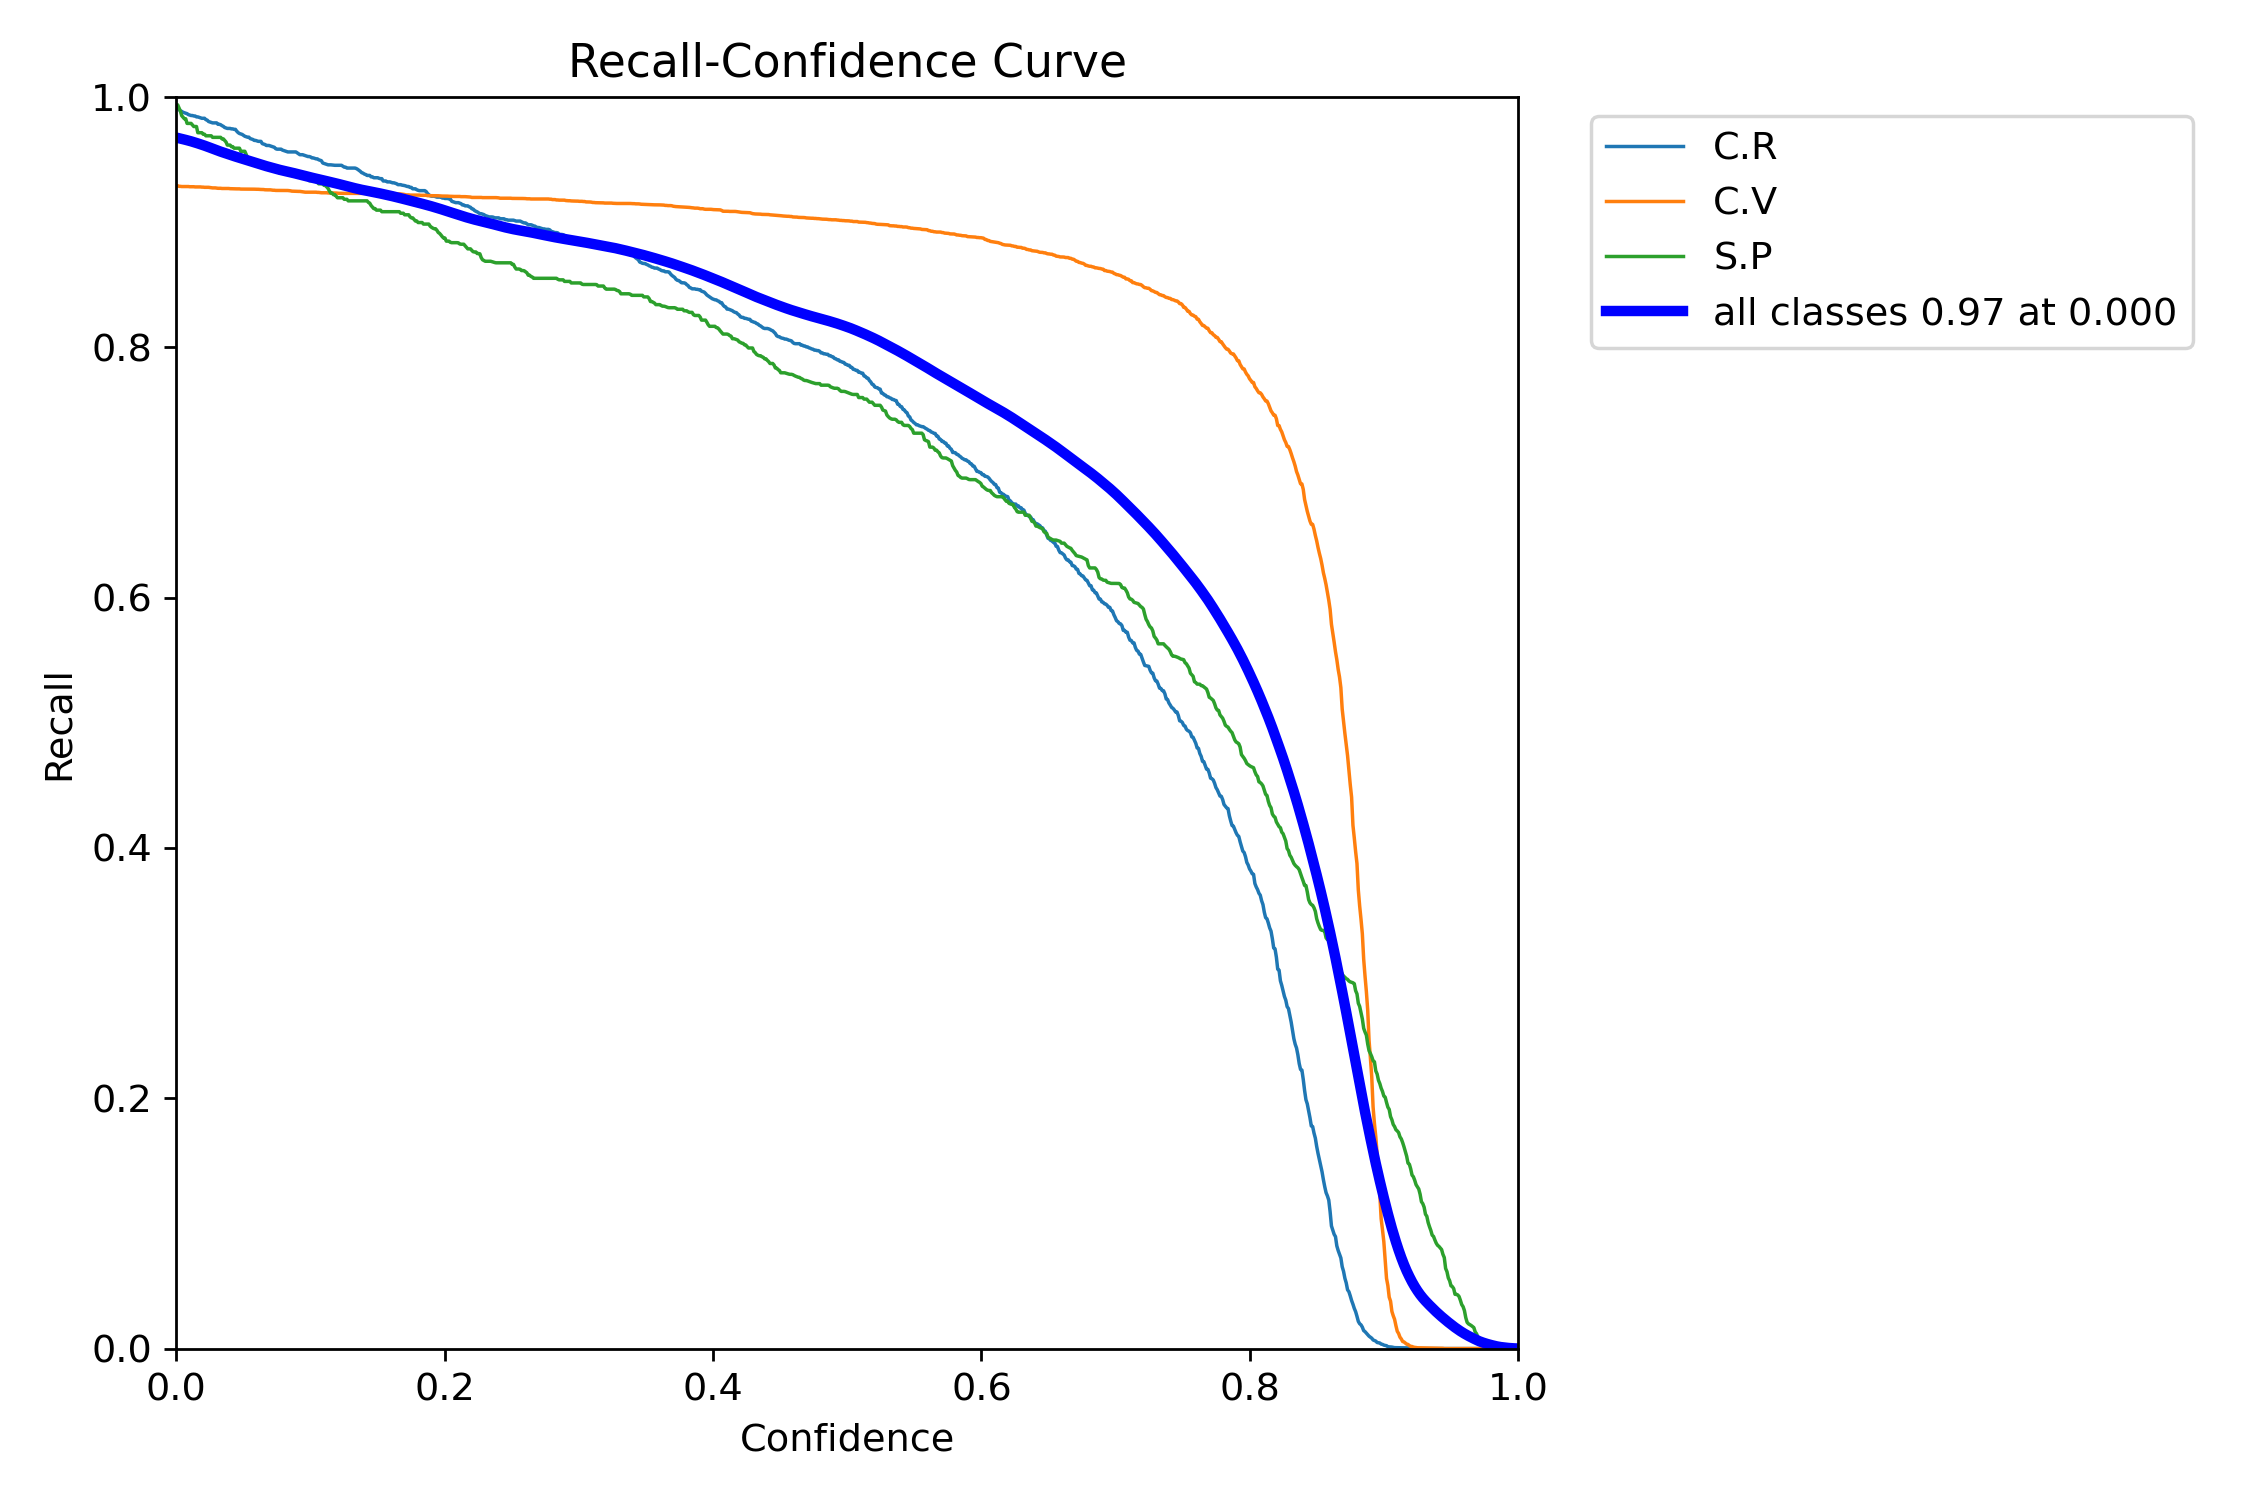 Recall-Confidence Curve
1.0
0.8
0.6
0.4
0.2
0.0
Recall
0.0 0.2 0.4 0.6 0.8 1.0
Confidence
C.R
C.V
S.P
all classes 0.97 at 0.000